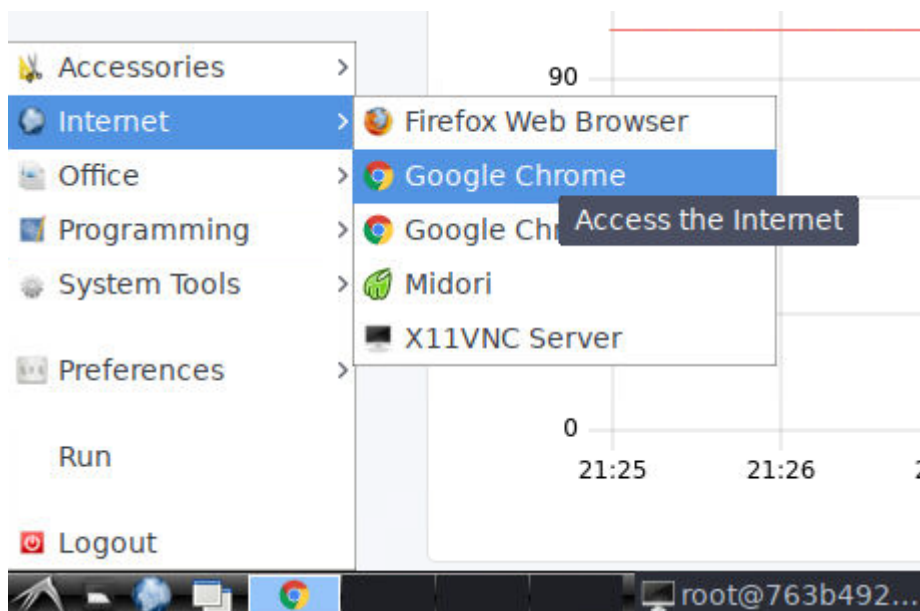 Accessories
Internet
Office
Programming
System Tools
Preferences
Run
Logout
Firefox Web Browser
Google Chrome
Google Chr
Access the Internet
Midori
X11VNC Server
90
0
21:25
21:26
root@763b492...